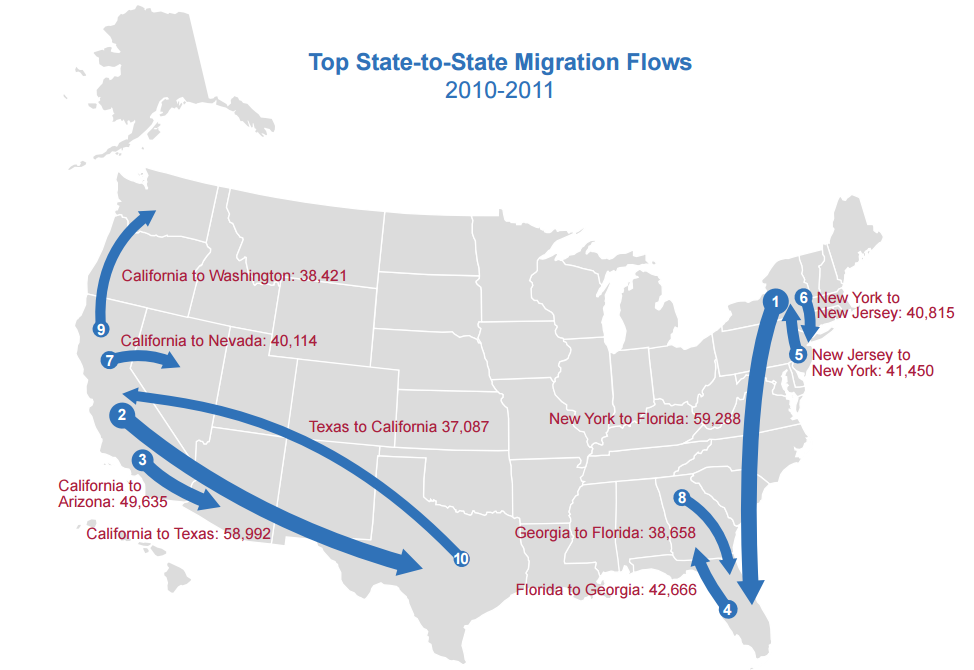 Top State-to-State Migration Flows
2010-2011
California to Washington: 38,421
9
California to Nevada: 40,114
7
2
3
California to
Arizona: 49,635
California to Texas: 58,992
Texas to California 37,087
10
1
6
New York to
New Jersey: 40,815
5
New Jersey to
New York: 41,450
New York to Florida: 59,288
8
Georgia to Florida: 38,658
Florida to Georgia: 42,666
4